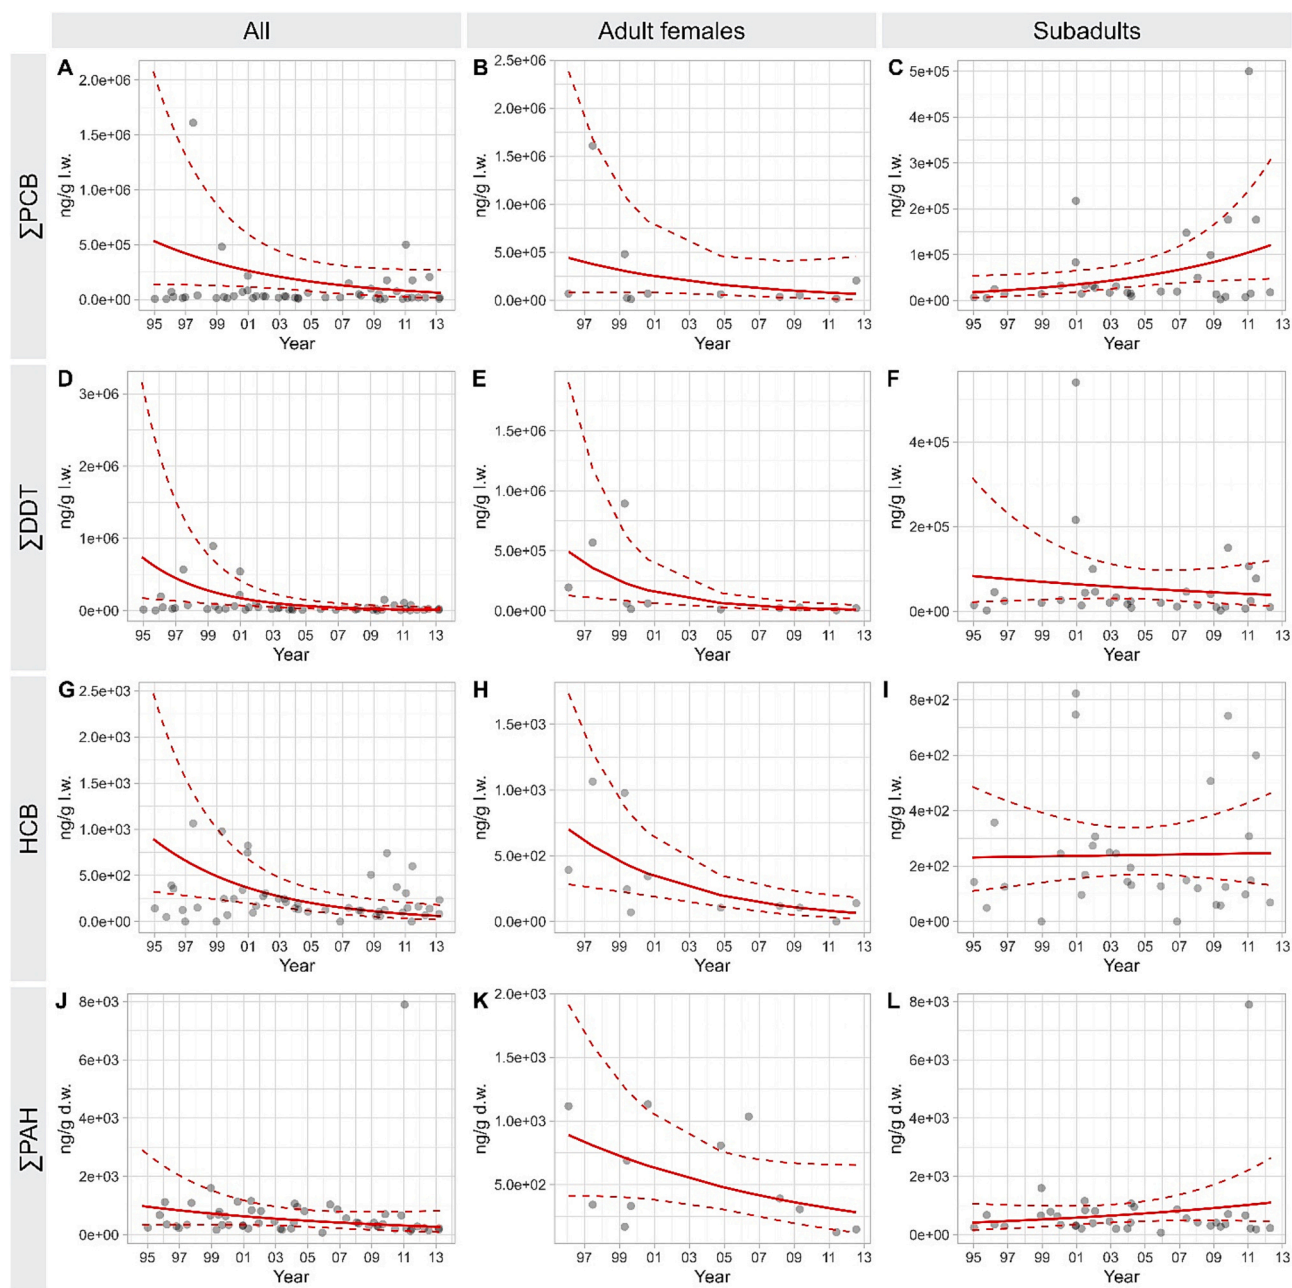 All Adult females Subadults
ΣPCB
A
ng/g l.w.
2.0e+06
1.5e+06
1.0e+06
5.0e+05
0.0e+00
95 97 99 01 03 05 07 09 11 13
Year
B
ng/g l.w.
2.5e+06
2.0e+06
1.5e+06
1.0e+06
5.0e+05
0.0e+00
97 99 01 03 05 07 09 11 13
Year
C
ng/g l.w.
5e+05
4e+05
3e+05
2e+05
1e+05
0e+00
95 97 99 01 03 05 07 09 11 13
Year
ΣDDT
D
ng/g l.w.
3e+06
2e+06
1e+06
0e+00
95 97 99 01 03 05 07 09 11 13
Year
E
ng/g l.w.
1.5e+06
1.0e+06
5.0e+05
0.0e+00
97 99 01 03 05 07 09 11 13
Year
F
ng/g l.w.
4e+05
2e+05
0e+00
95 97 99 01 03 05 07 09 11 13
Year
HCB
G
ng/g l.w.
2.5e+03
2.0e+03
1.5e+03
1.0e+03
5.0e+02
0.0e+00
95 97 99 01 03 05 07 09 11 13
Year
H
ng/g l.w.
1.5e+03
1.0e+03
5.0e+02
0.0e+00
97 99 01 03 05 07 09 11 13
Year
I
ng/g l.w.
8e+02
6e+02
4e+02
2e+02
0e+00
95 97 99 01 03 05 07 09 11 13
Year
ΣPAH
J
ng/g d.w.
8e+03
6e+03
4e+03
2e+03
0e+00
95 97 99 01 03 05 07 09 11 13
Year
K
ng/g d.w.
2.0e+03
1.5e+03
1.0e+03
5.0e+02
97 99 01 03 05 07 09 11 13
Year
L
ng/g d.w.
8e+03
6e+03
4e+03
2e+03
0e+00
95 97 99 01 03 05 07 09 11 13
Year